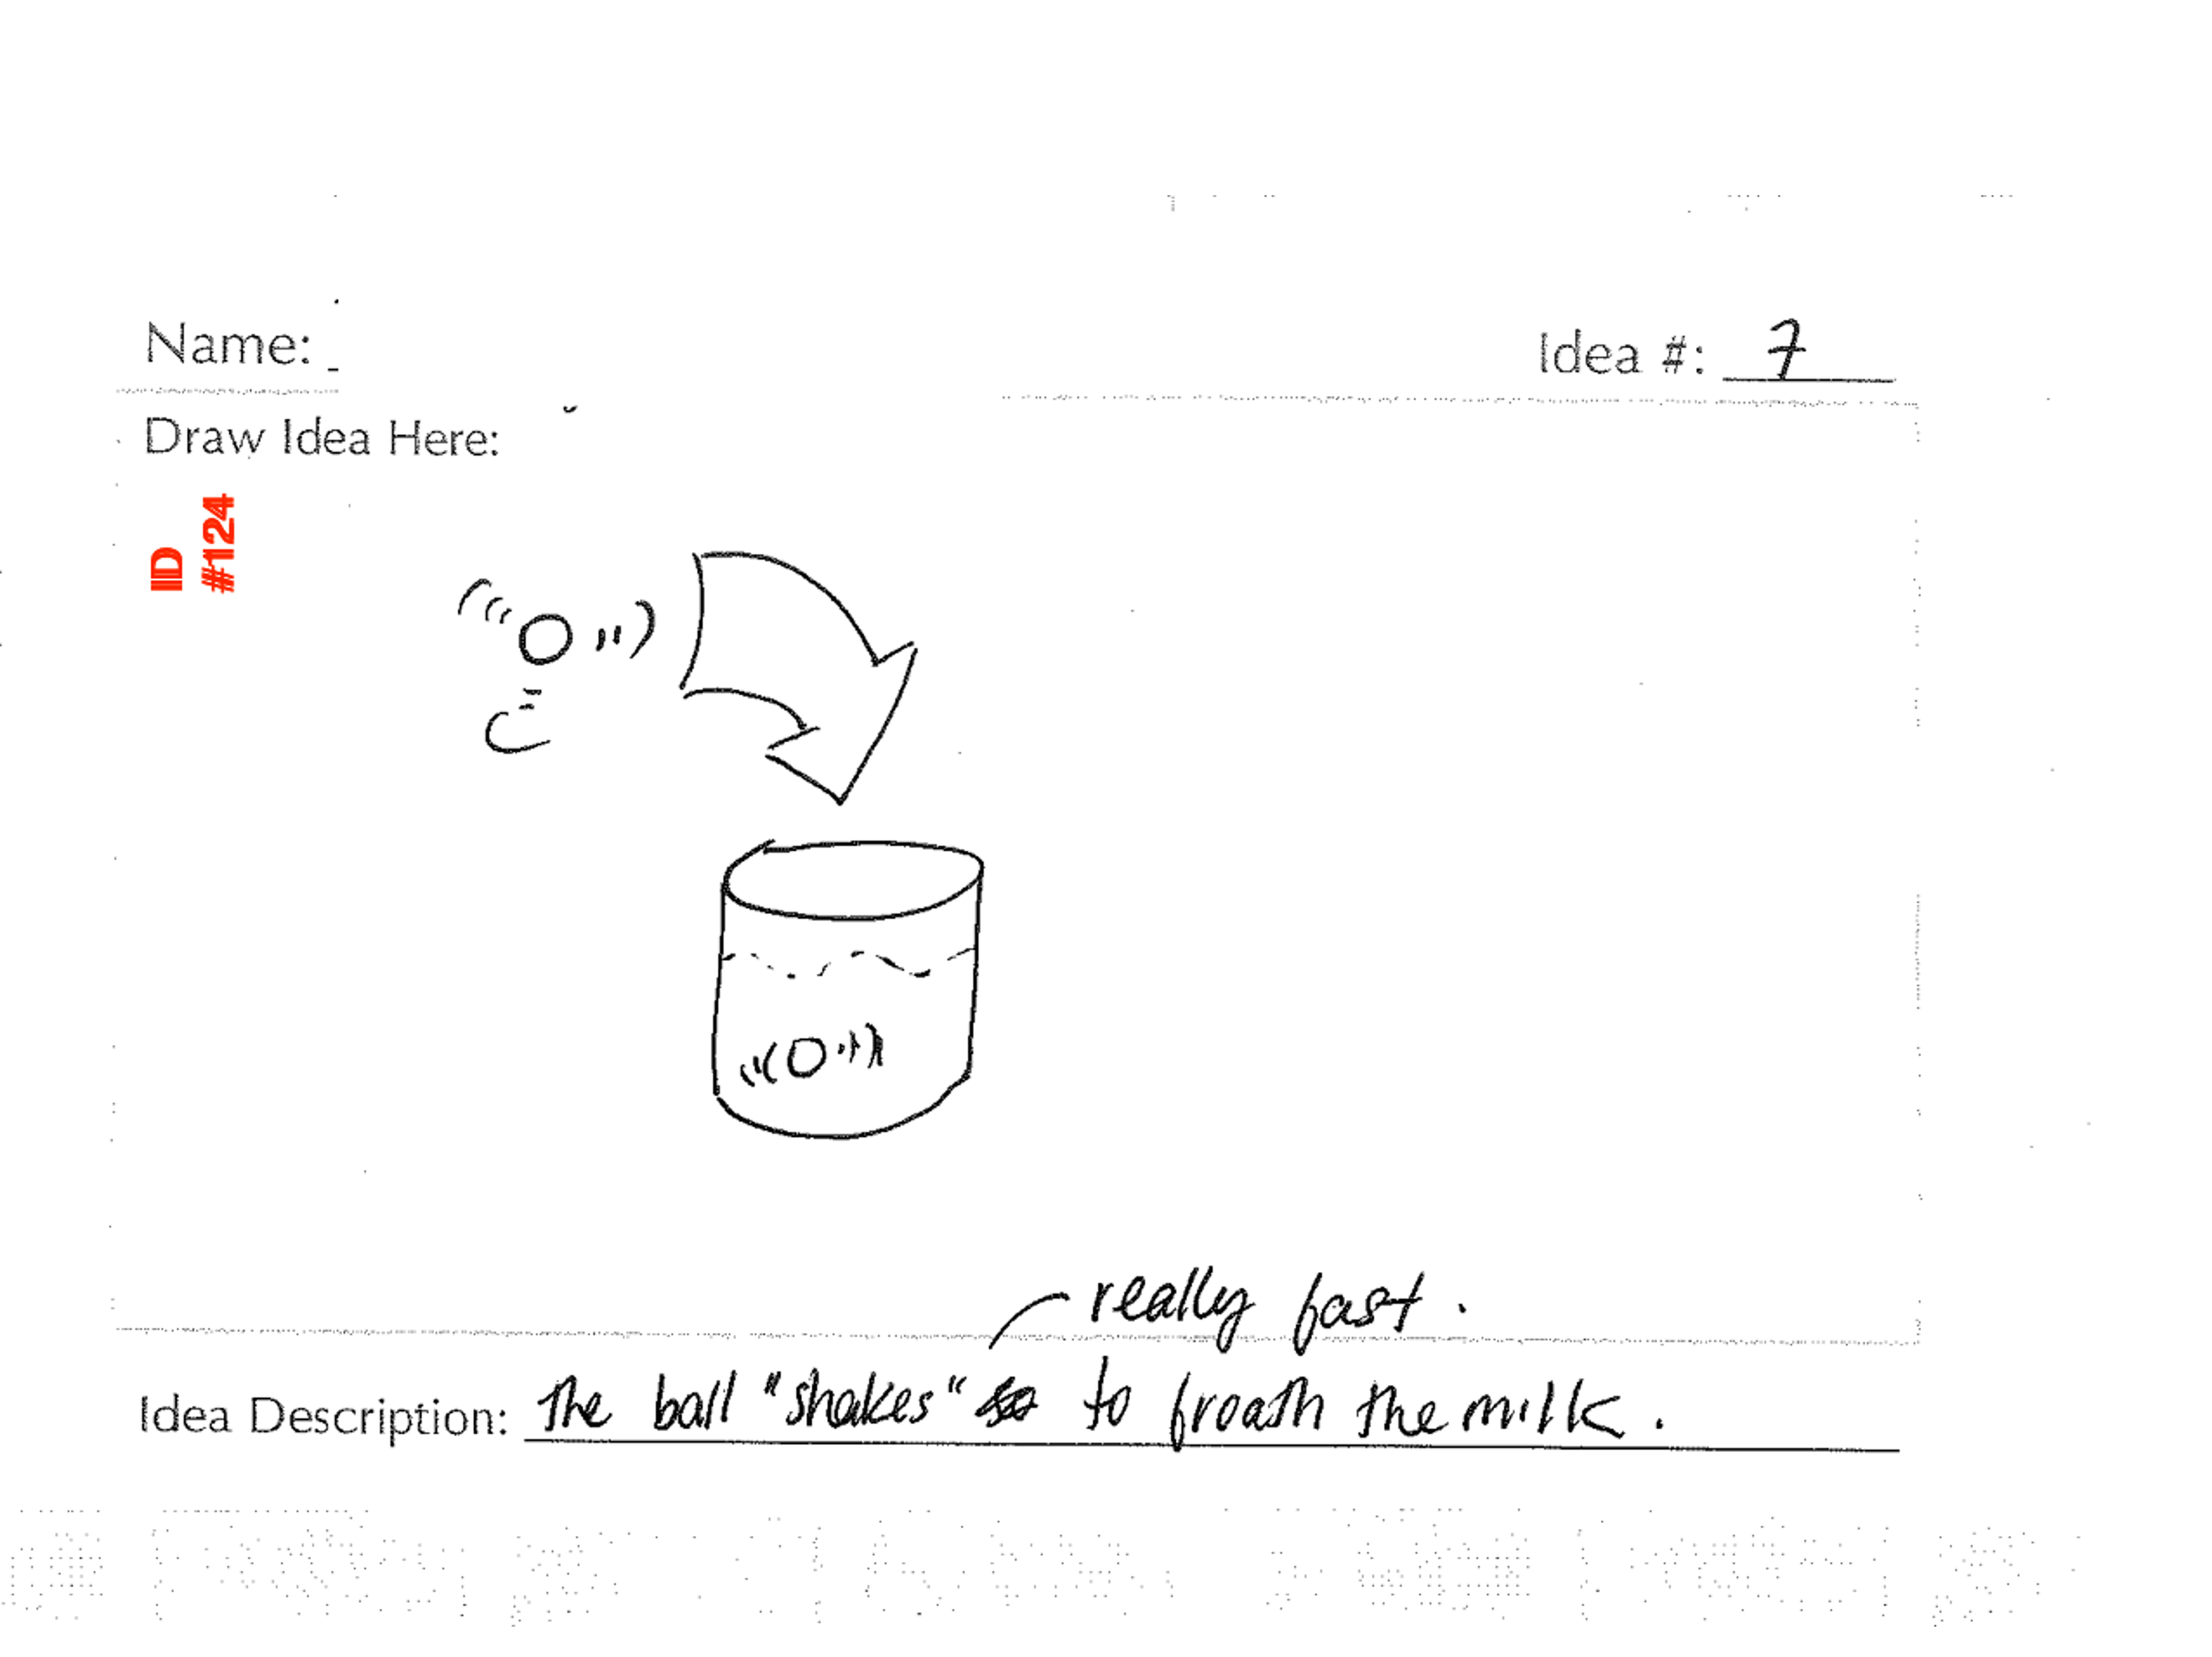 Name:
Idea #: 7
Draw Idea Here:
ID
#124
really fast.
Idea Description: The ball "shakes" to froath the milk.